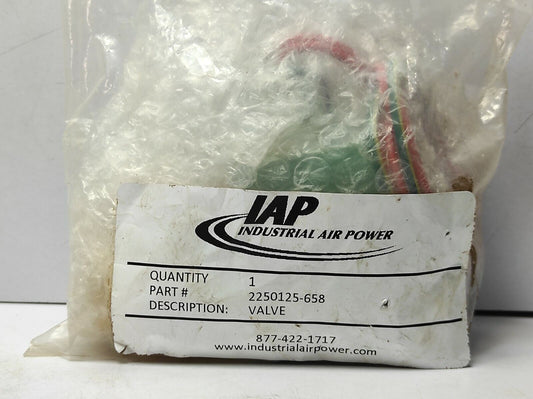 IAP
INDUSTRIAL AIR POWER
QUANTITY 1
PART # 2250125-658
DESCRIPTION: VALVE
877-422-1717
www.industrialairpower.com